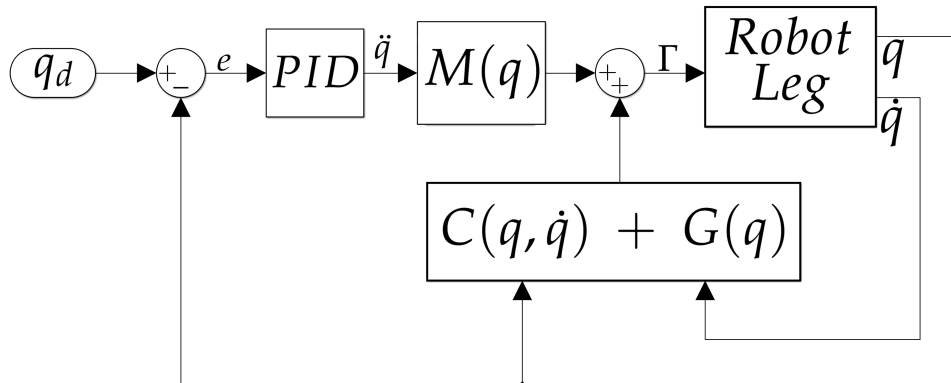 q_d
+
−
e
PID
q̈
M(q)
+
+
Γ
Robot
Leg
q
q̇
C(q, q̇) + G(q)